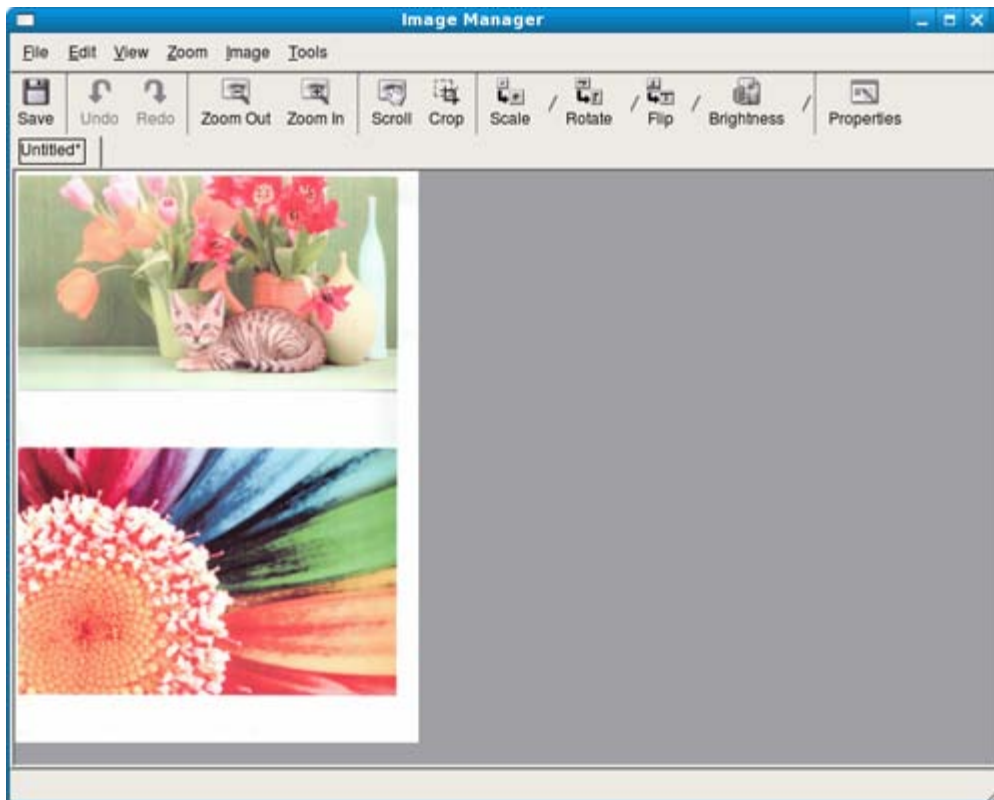 Image Manager
File Edit View Zoom Image Tools
Save Undo Redo Zoom Out Zoom In Scroll Crop Scale / Rotate / Flip / Brightness / Properties
Untitled*